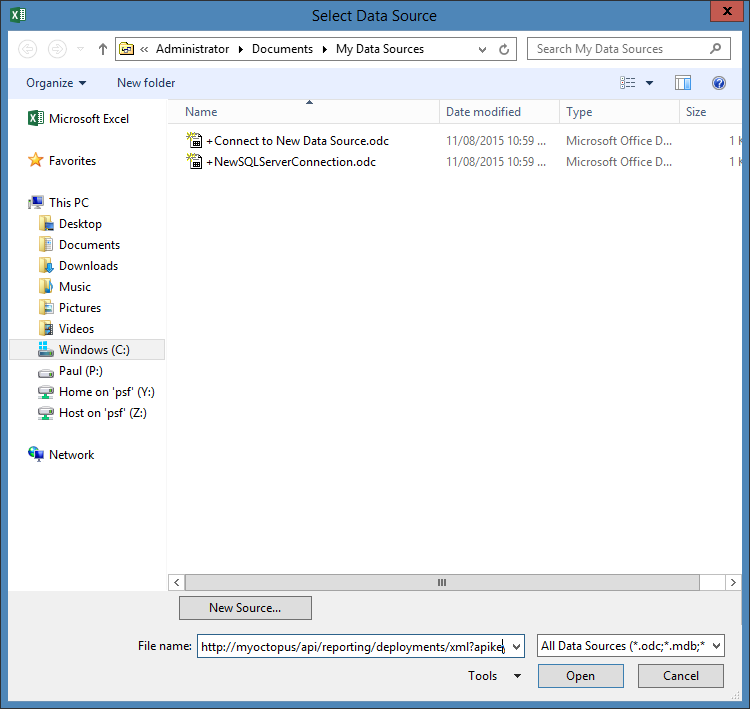 Select Data Source
« Administrator Documents My Data Sources Search My Data Sources
Organize New folder
Name Date modified Type Size
Microsoft Excel
Favorites
This PC
Desktop
Documents
Downloads
Music
Pictures
Videos
Windows (C:)
Paul (P:)
Home on 'psf' (Y:)
Host on 'psf' (Z:)
Network
+Connect to New Data Source.odc 11/08/2015 10:59 ... Microsoft Office D... 1 K
+NewSQLServerConnection.odc 11/08/2015 10:59 ... Microsoft Office D... 1 K
New Source...
File name: http://myoctopus/api/reporting/deployments/xml?apike All Data Sources (*.odc;*.mdb;*
Tools Open Cancel